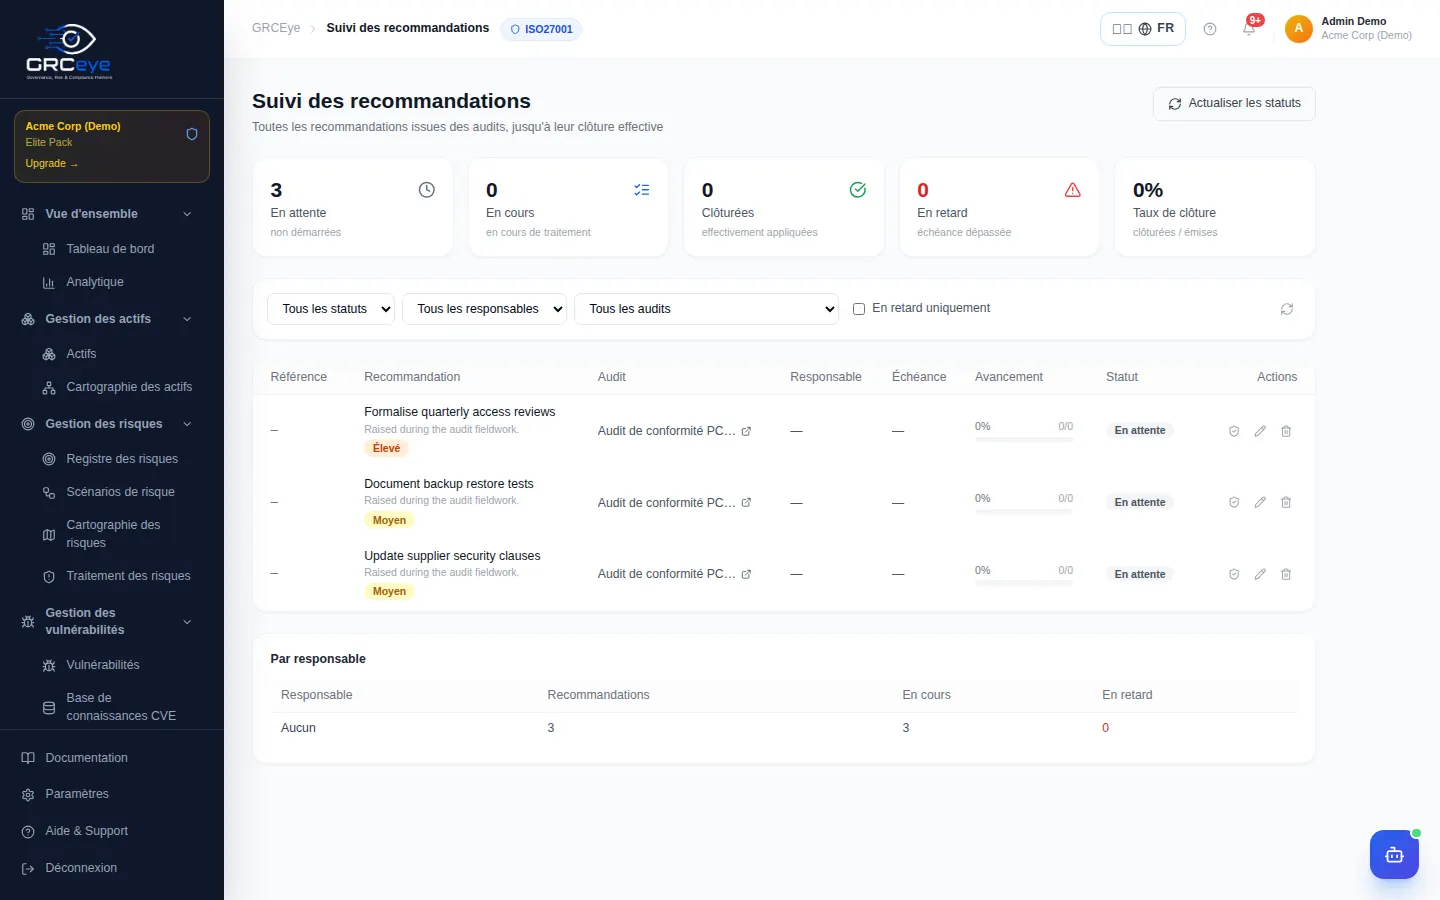 GRCeye
Governance, Risk & Compliance Platform
Acme Corp (Demo)
Elite Pack
Upgrade →
Vue d'ensemble
Tableau de bord
Analytique
Gestion des actifs
Actifs
Cartographie des actifs
Gestion des risques
Registre des risques
Scénarios de risque
Cartographie des
risques
Traitement des risques
Gestion des
vulnérabilités
Vulnérabilités
Base de
connaissances CVE
Documentation
Paramètres
Aide & Support
Déconnexion
GRCEye > Suivi des recommandations ISO27001
FR
9+
A
Admin Demo
Acme Corp (Demo)
Suivi des recommandations
Toutes les recommandations issues des audits, jusqu'à leur clôture effective
Actualiser les statuts
3
En attente
non démarrées
0
En cours
en cours de traitement
0
Clôturées
effectivement appliquées
0
En retard
échéance dépassée
0%
Taux de clôture
clôturées / émises
Tous les statuts Tous les responsables Tous les audits En retard uniquement
Référence Recommandation Audit Responsable Échéance Avancement Statut Actions
Formalise quarterly access reviews
Raised during the audit fieldwork.
Élevé
– Audit de conformité PC… — — 0% 0/0 En attente
Document backup restore tests
Raised during the audit fieldwork.
Moyen
– Audit de conformité PC… — — 0% 0/0 En attente
Update supplier security clauses
Raised during the audit fieldwork.
Moyen
– Audit de conformité PC… — — 0% 0/0 En attente
Par responsable
Responsable Recommandations En cours En retard
Aucun 3 3 0